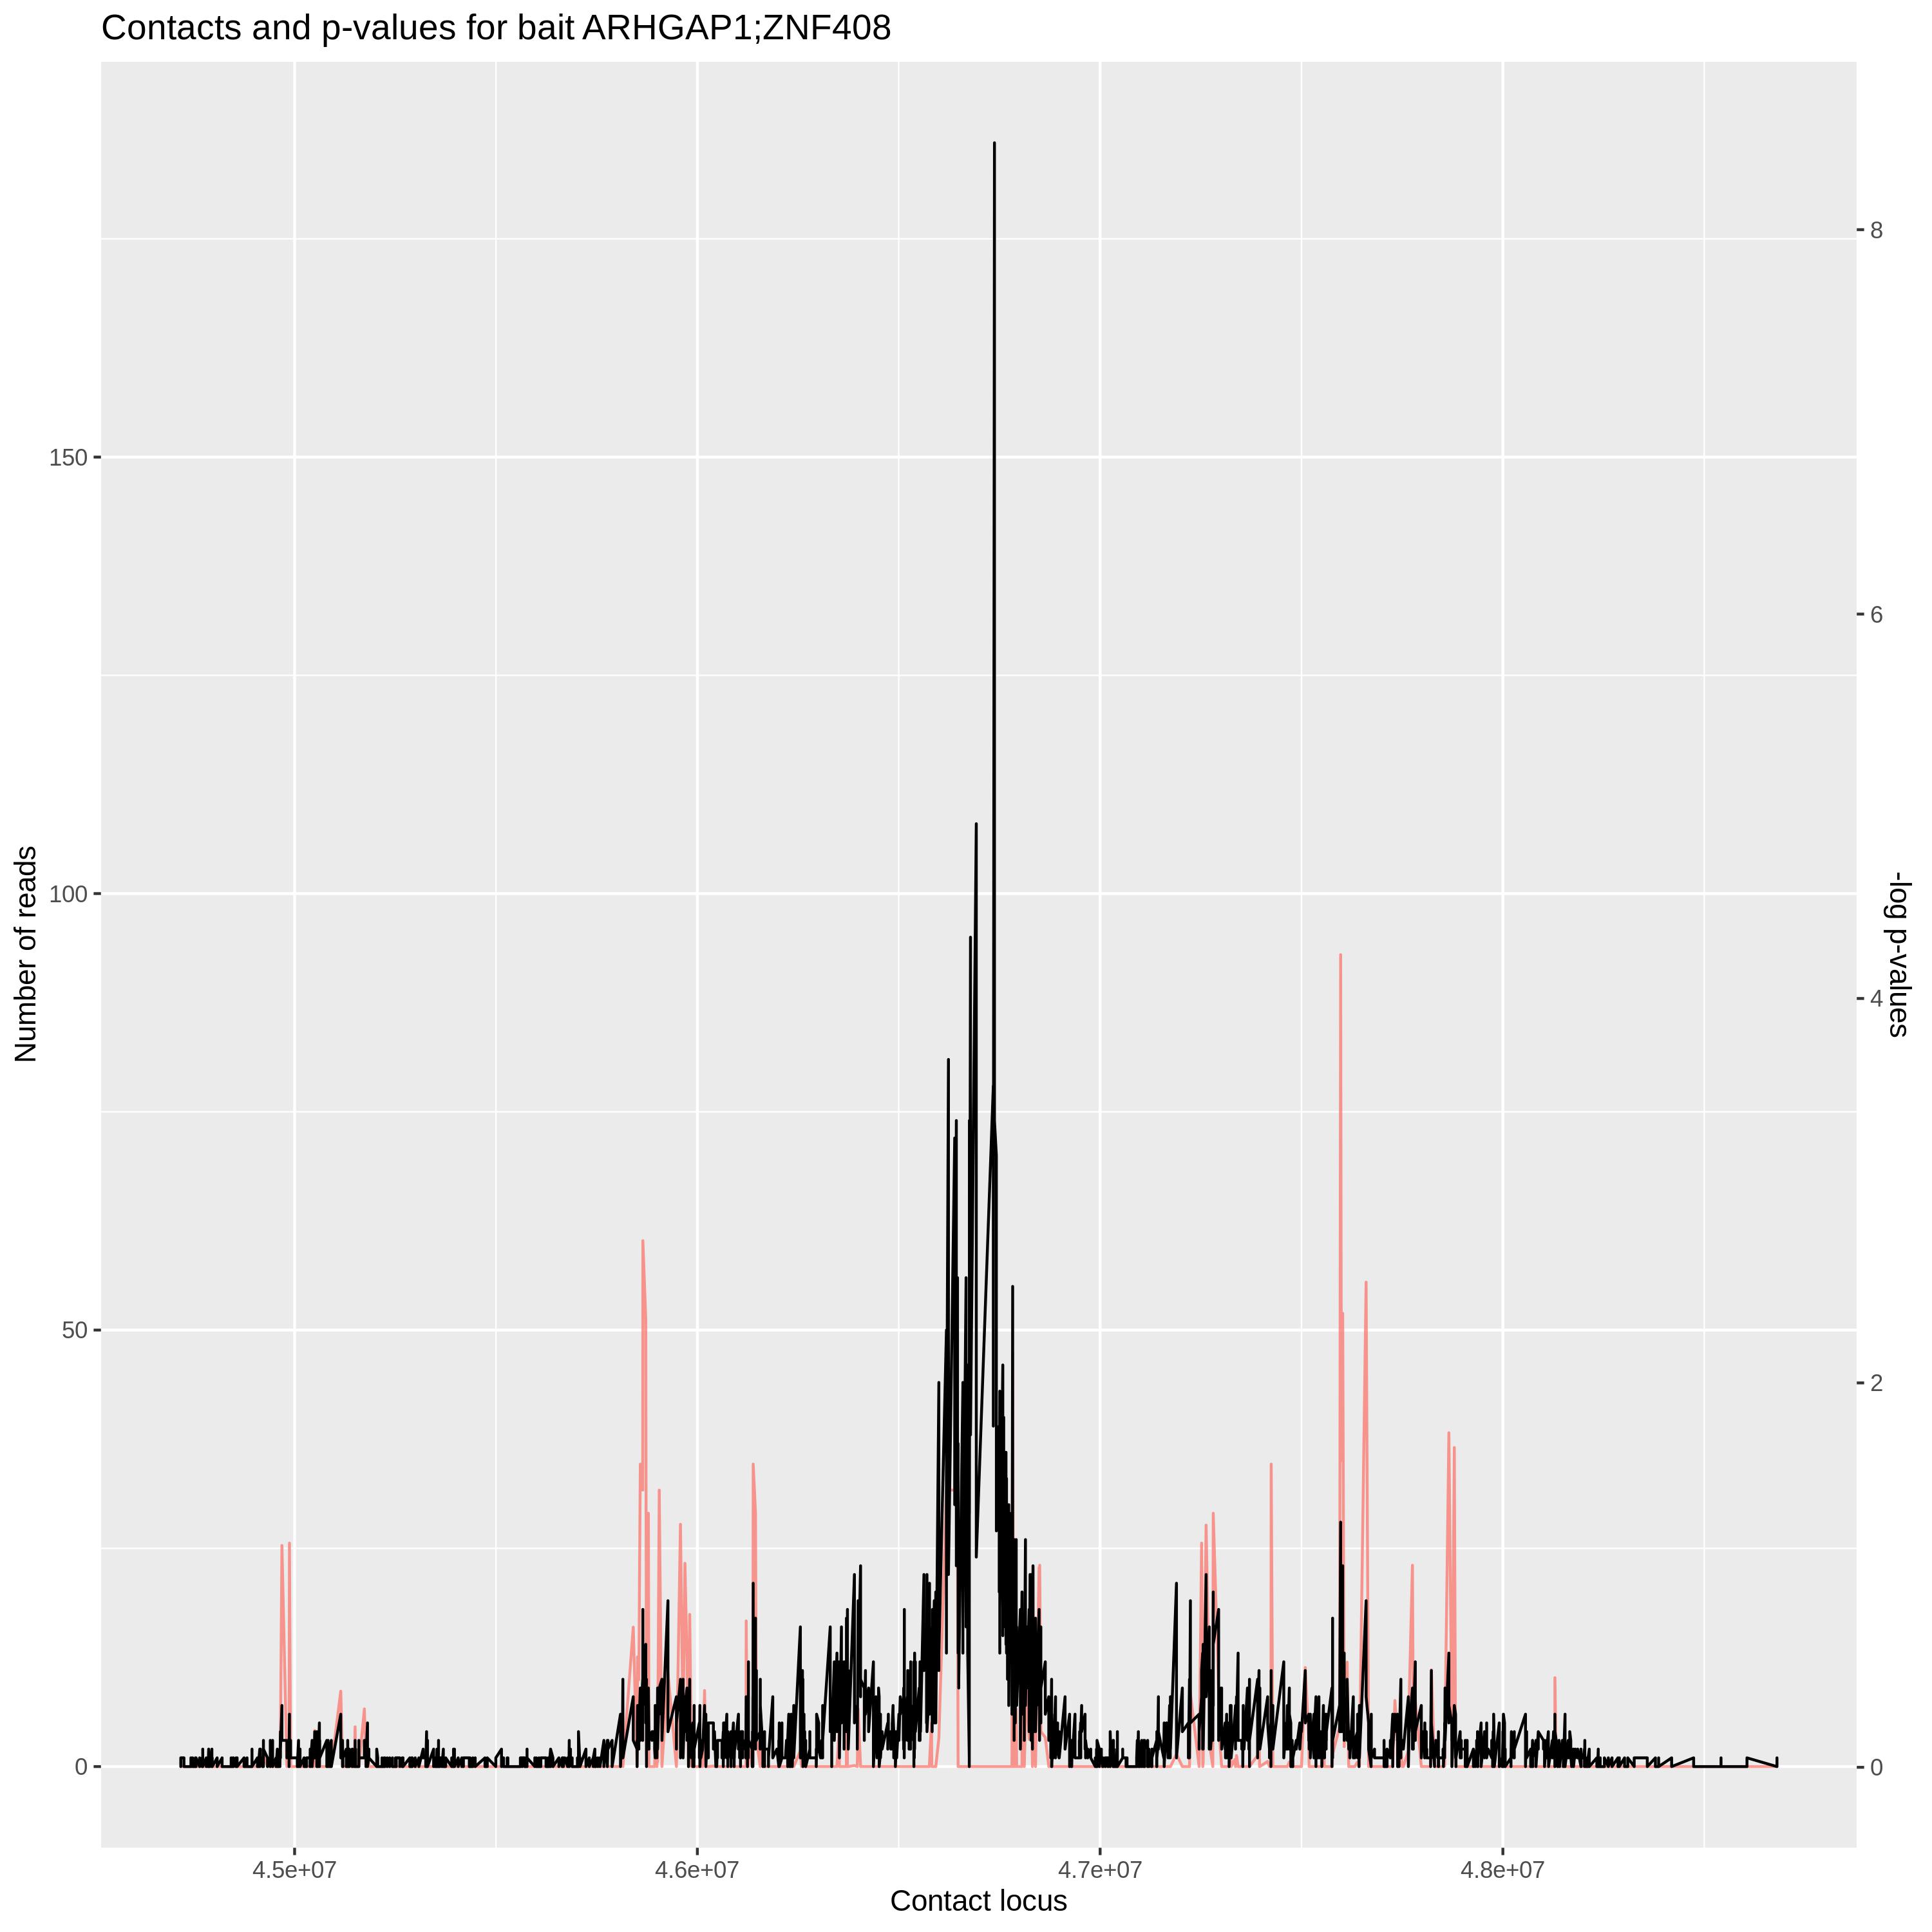 Contacts and p-values for bait ARHGAP1;ZNF408
Number of reads
150
100
50
0
8
6
4
2
0
-log p-values
4.5e+07
4.6e+07
4.7e+07
4.8e+07
Contact locus